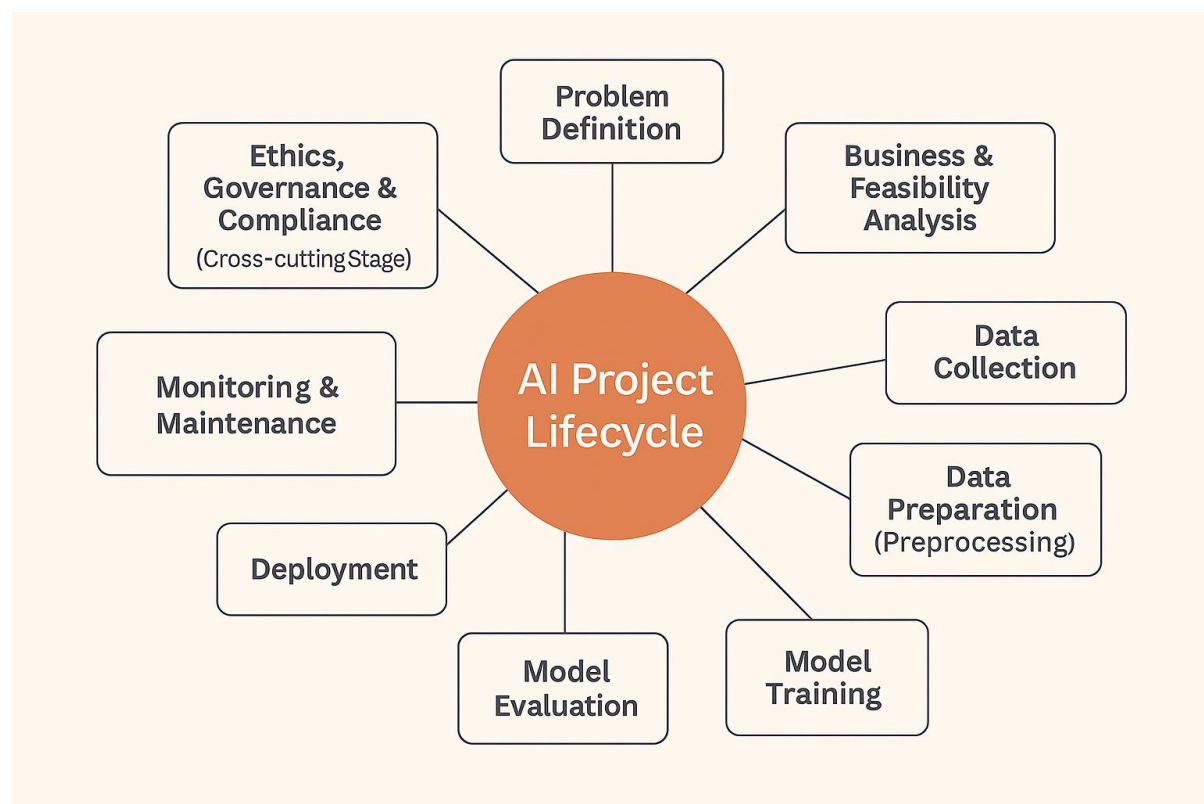 Problem
Definition
Business &
Feasibility
Analysis
Data
Collection
Data
Preparation
(Preprocessing)
Model
Training
Model
Evaluation
Deployment
Monitoring &
Maintenance
Ethics,
Governance &
Compliance
(Cross-cutting Stage)
AI Project
Lifecycle